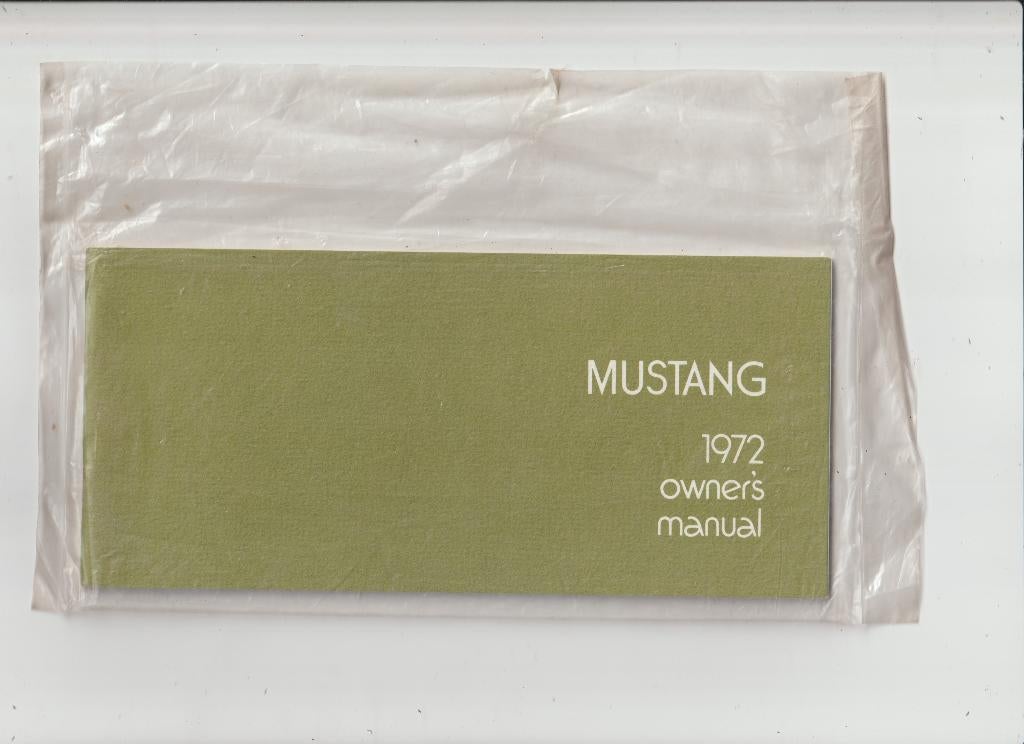 MUSTANG
1972
owner's
manual